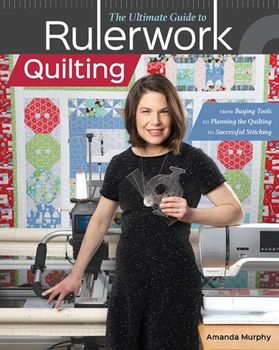 The Ultimate Guide to
Rulerwork
Quilting
FROM Buying Tools
TO Planning the Quilting
TO Successful Stitching
Amanda Murphy